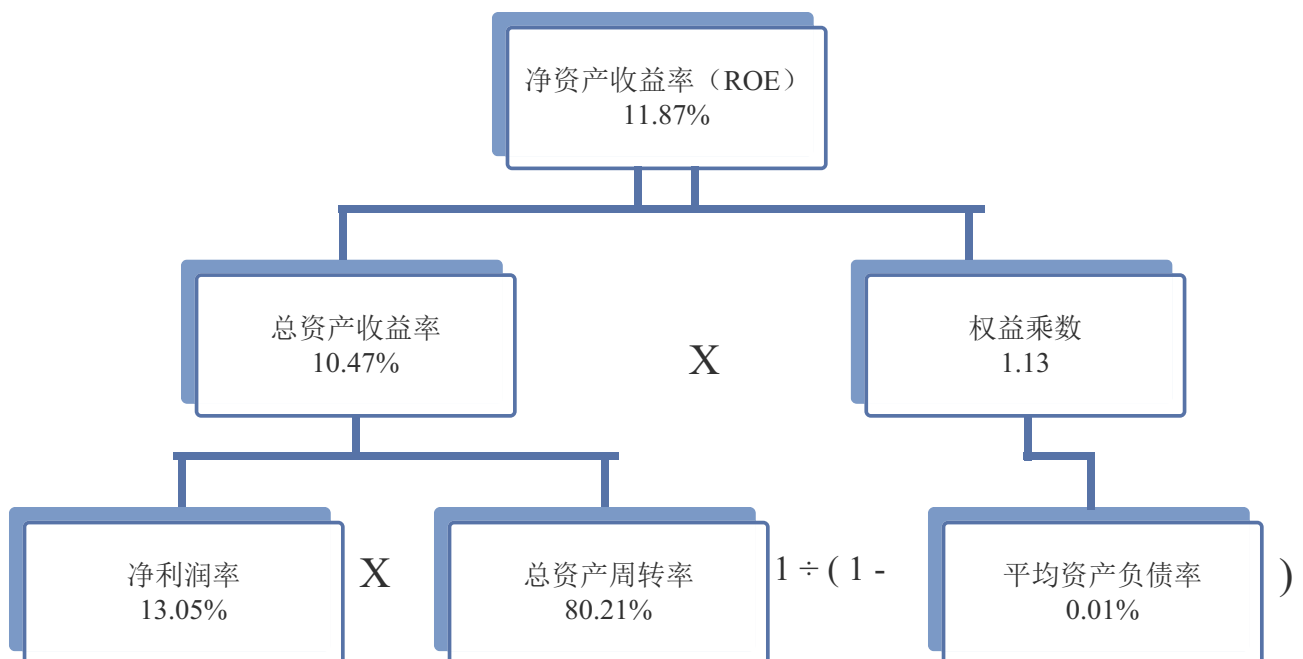 净资产收益率（ROE）
11.87%
总资产收益率
10.47%
X
权益乘数
1.13
净利润率
13.05%
X
总资产周转率
80.21%
1 ÷ ( 1 -
平均资产负债率
0.01%
)